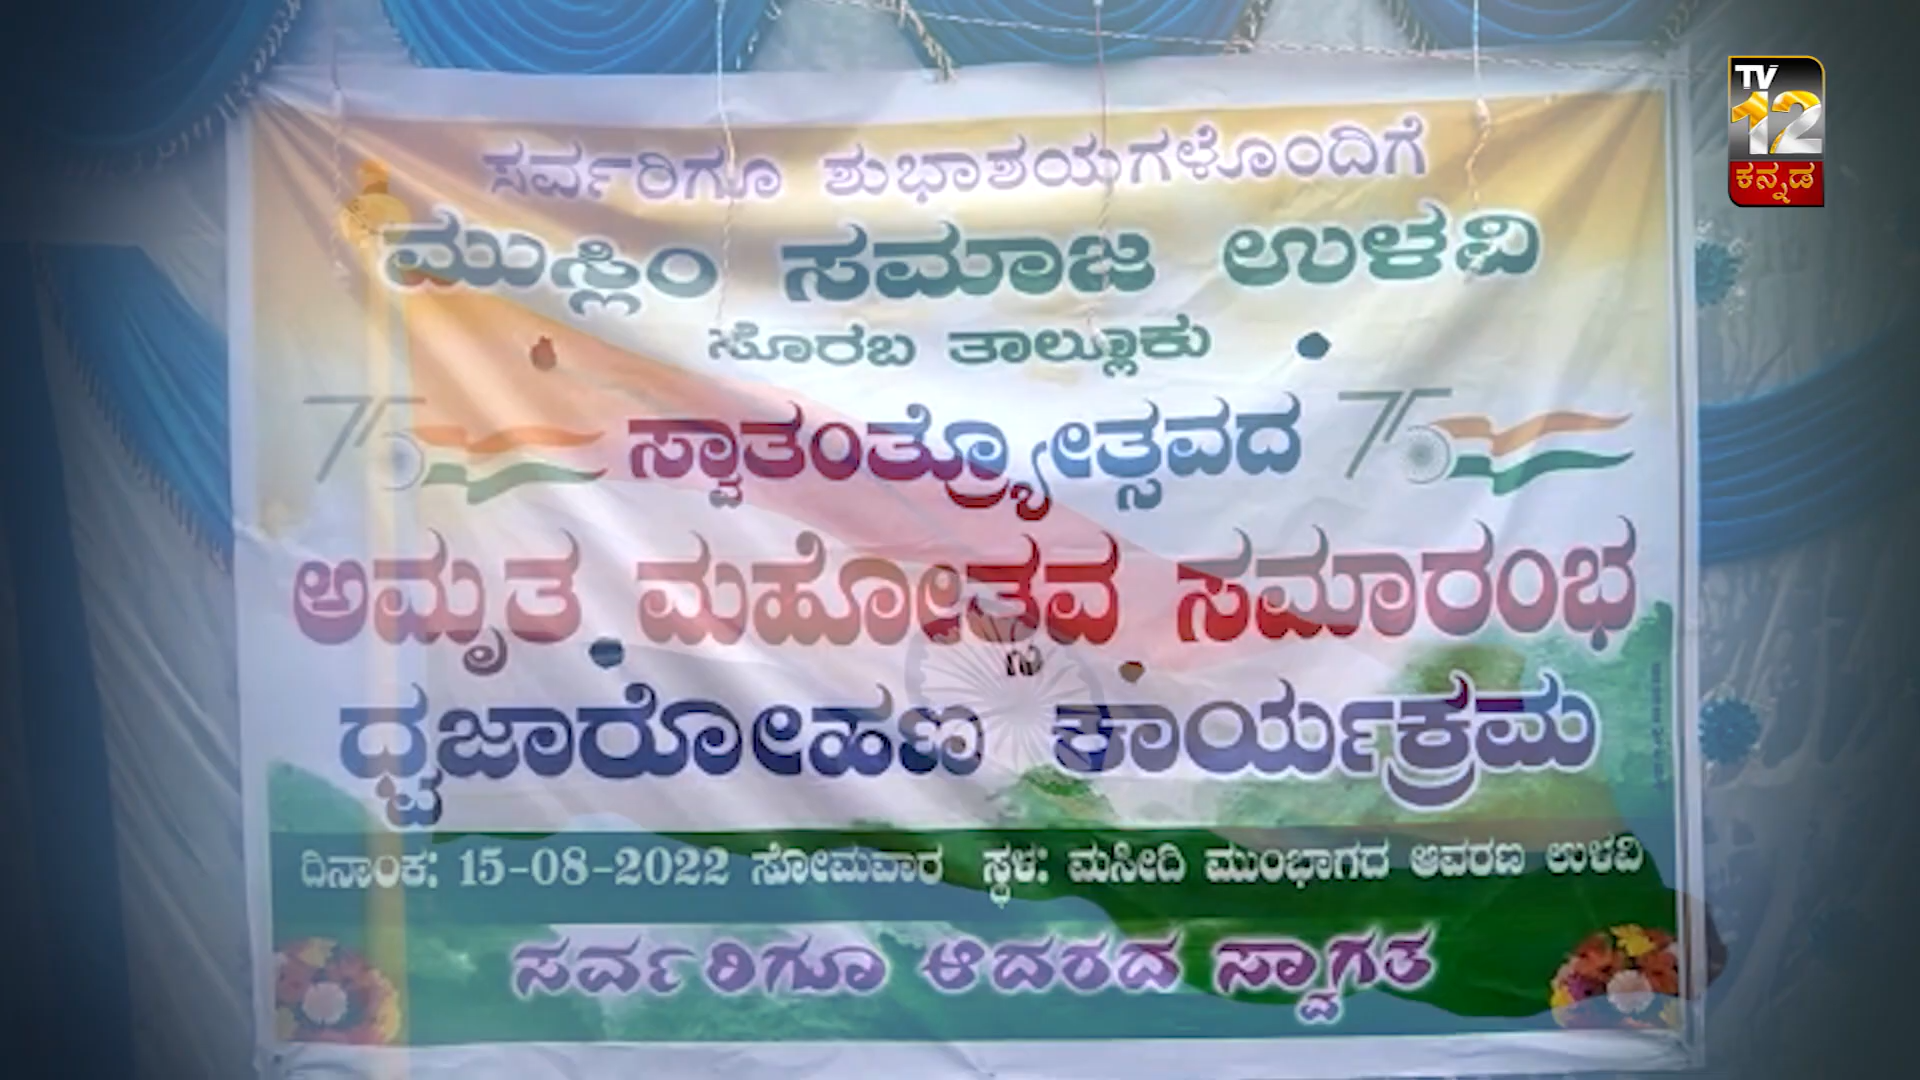 TV
12
ಕನ್ನಡ
ಸರ್ವರಿಗೂ ಶುಭಾಶಯಗಳೊಂದಿಗೆ
ಮುಸ್ಲಿಂ ಸಮಾಜ ಉಳವಿ
ಸೊರಬ ತಾಲ್ಲೂಕು
75 ಸ್ವಾತಂತ್ರ್ಯೋತ್ಸವದ 75
ಅಮೃತ ಮಹೋತ್ಸವ ಸಮಾರಂಭ
ಧ್ವಜಾರೋಹಣ ಕಾರ್ಯಕ್ರಮ
ದಿನಾಂಕ: 15-08-2022 ಸೋಮವಾರ ಸ್ಥಳ: ಮಸೀದಿ ಮುಂಭಾಗದ ಆವರಣ ಉಳವಿ
ಸರ್ವರಿಗೂ ಆದರದ ಸ್ವಾಗತ